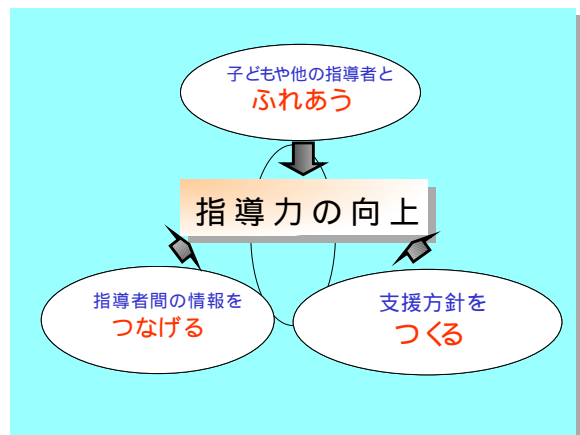 子どもや他の指導者と
ふれあう
指導力の向上
指導者間の情報を
つなげる
支援方針を
つくる